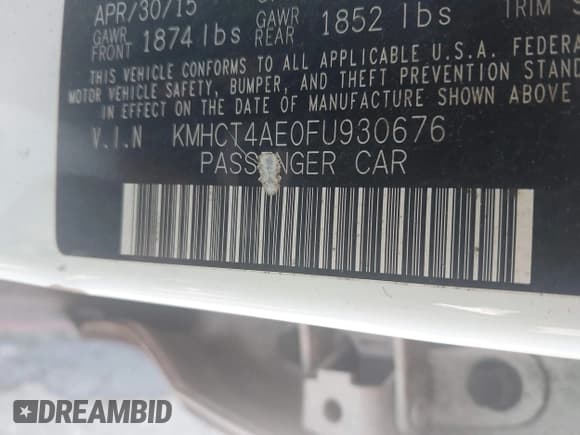 APR/30/15
GAWR FRONT 1874 lbs GAWR REAR 1852 lbs TRIM
THIS VEHICLE CONFORMS TO ALL APPLICABLE U.S.A. FEDERA
MOTOR VEHICLE SAFETY, BUMPER, AND THEFT PREVENTION STAND
IN EFFECT ON THE DATE OF MANUFACTURE SHOWN ABOVE
V.I.N KMHCT4AE0FU930676
PASSENGER CAR
DREAMBID